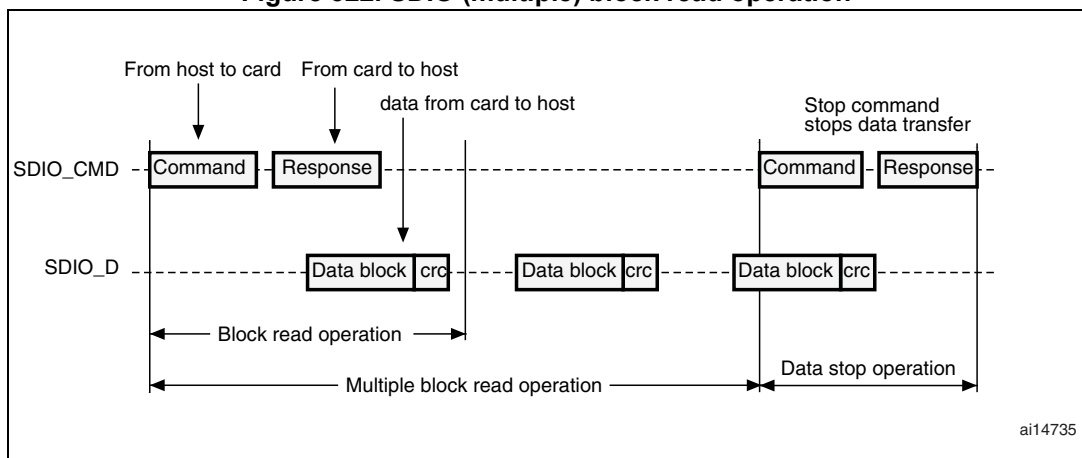 Figure 322. SDIO (multiple) block read operation
From host to card From card to host
data from card to host
Stop command
stops data transfer
SDIO_CMD Command Response Command Response
SDIO_D Data block crc Data block crc Data block crc
Block read operation
Data stop operation
Multiple block read operation
ai14735